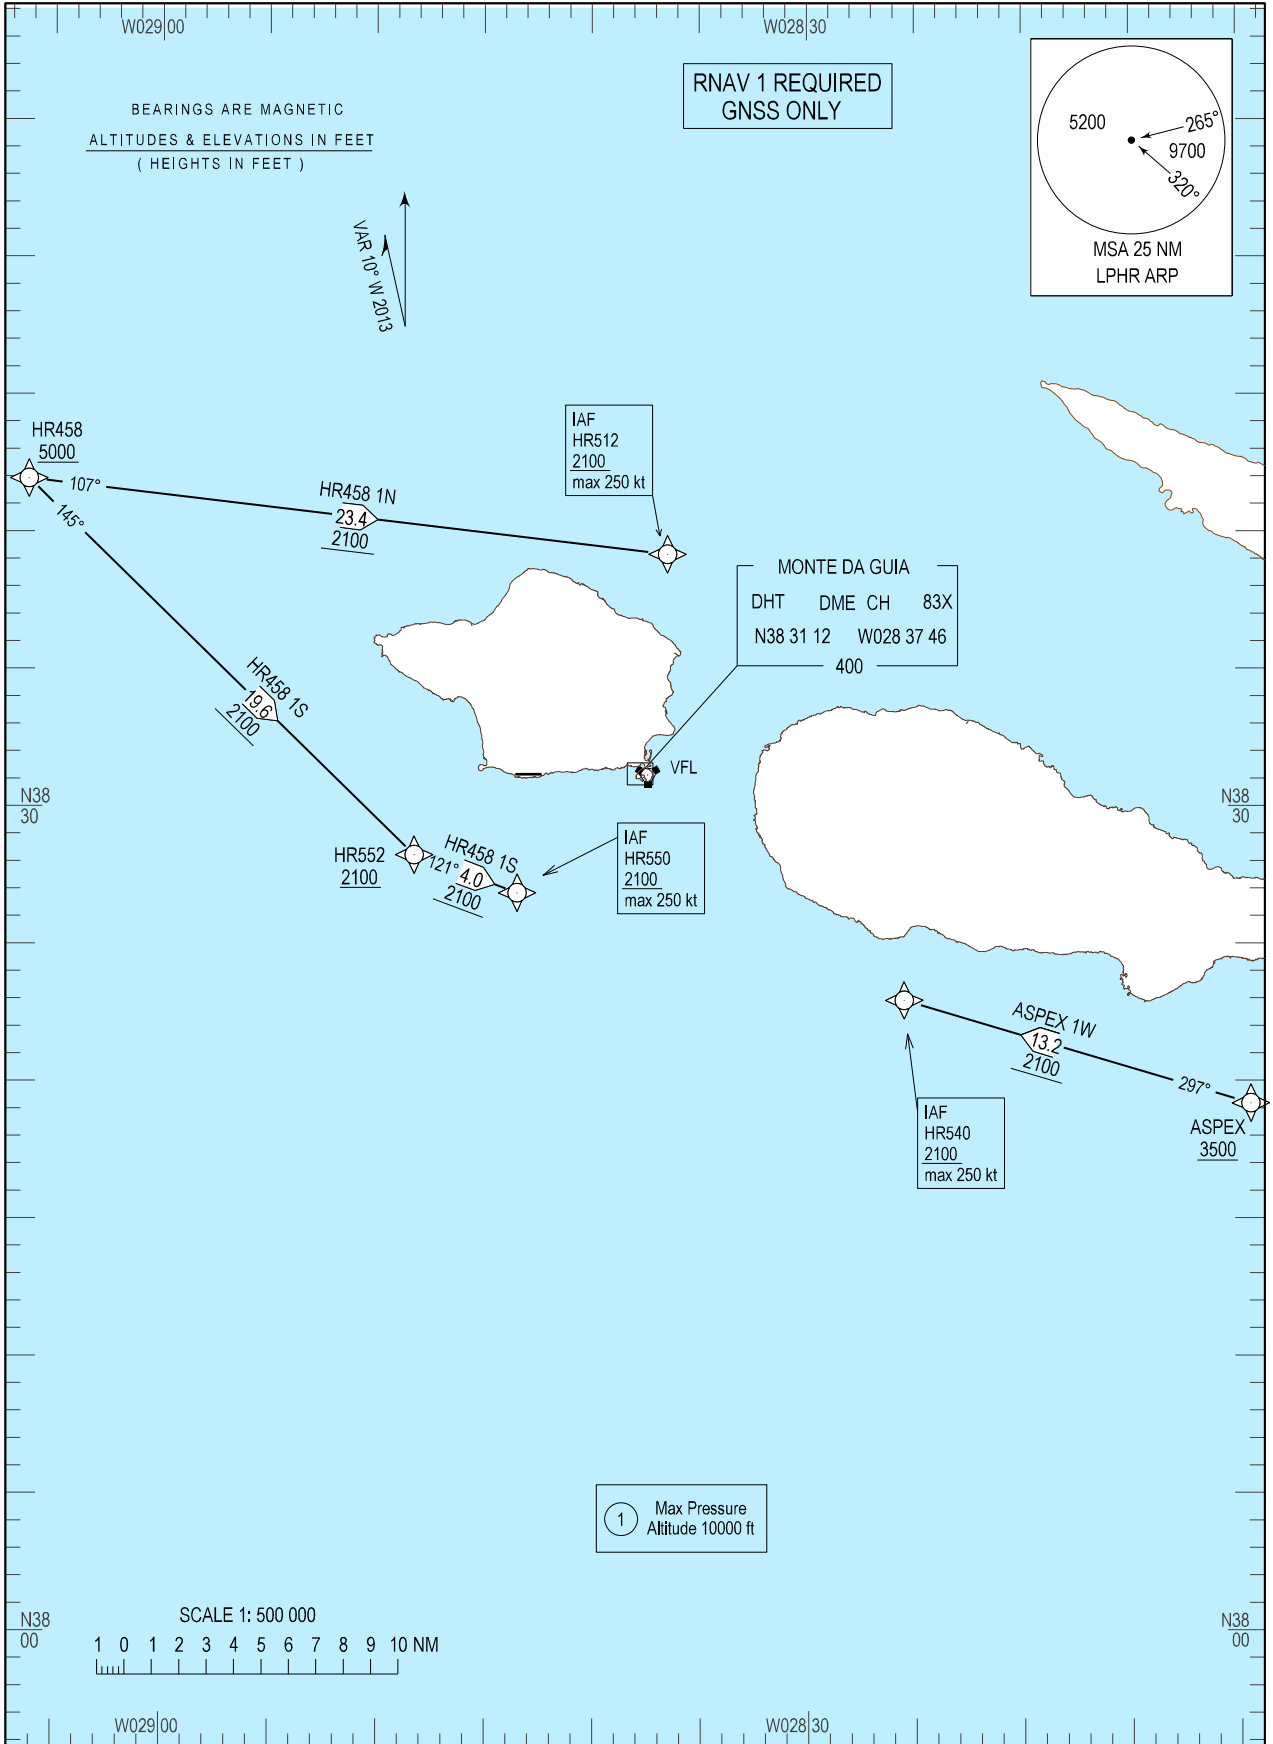 W029 00
W028 30
RNAV 1 REQUIRED
GNSS ONLY
BEARINGS ARE MAGNETIC
ALTITUDES & ELEVATIONS IN FEET
( HEIGHTS IN FEET )
VAR 10° W 2013
5200
265°
9700
320°
MSA 25 NM
LPHR ARP
HR458
5000
107°
145°
HR458 1N
23.4
2100
IAF
HR512
2100
max 250 kt
MONTE DA GUIA
DHT DME CH 83X
N38 31 12 W028 37 46
400
HR458 1S
19.6
2100
VFL
N38
30
N38
30
HR552
2100
121°
HR458 1S
4.0
2100
IAF
HR550
2100
max 250 kt
ASPEX 1W
13.2
2100
297°
ASPEX
3500
IAF
HR540
2100
max 250 kt
1 Max Pressure
Altitude 10000 ft
SCALE 1: 500 000
1 0 1 2 3 4 5 6 7 8 9 10 NM
N38
00
N38
00
W029 00
W028 30